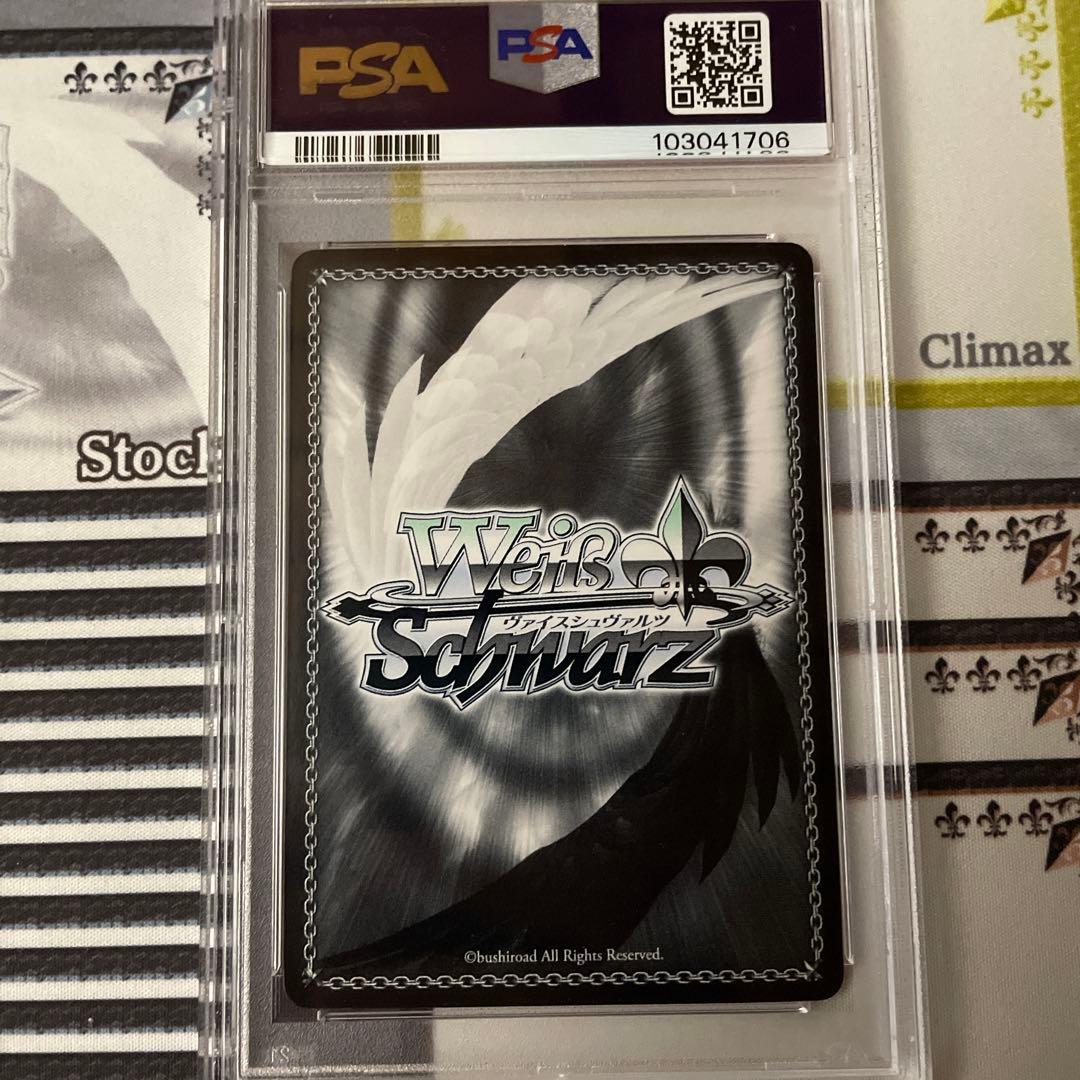 PSA
PSA
103041706
Climax
Weiß
ヴァイスシュヴァルツ
Schwarz
©bushiroad All Rights Reserved.